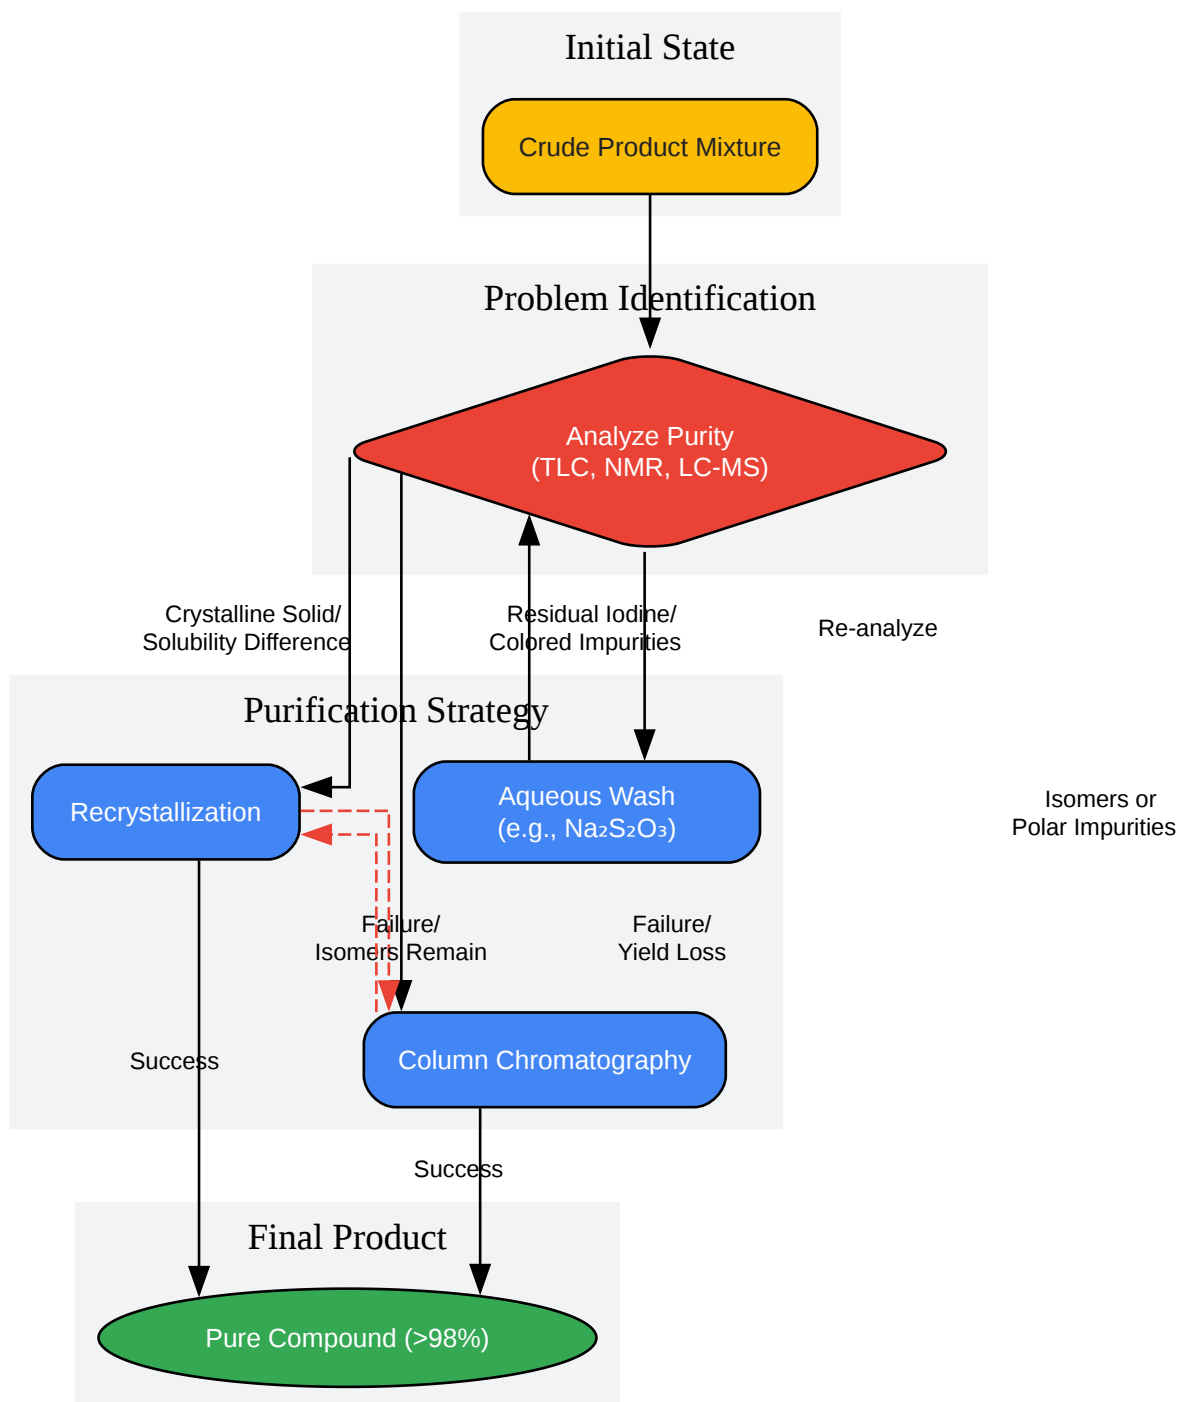 Initial State
Crude Product Mixture
Problem Identification
Analyze Purity
(TLC, NMR, LC-MS)
Crystalline Solid/
Solubility Difference
Residual Iodine/
Colored Impurities
Re-analyze
Purification Strategy
Recrystallization
Aqueous Wash
(e.g., Na₂S₂O₃)
Isomers or
Polar Impurities
Failure/
Isomers Remain
Failure/
Yield Loss
Success
Column Chromatography
Success
Final Product
Pure Compound (>98%)